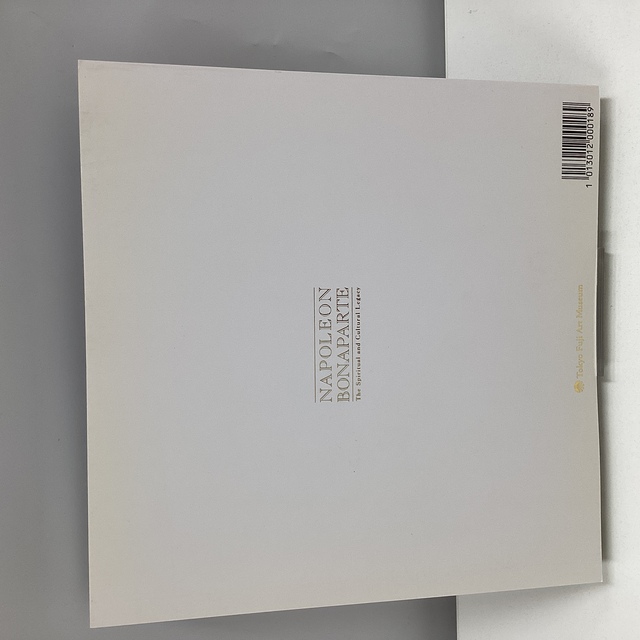 NAPOLEON
BONAPARTE
The Spiritual and Cultural Legacy
Tokyo Fuji Art Museum
1 013012 000189